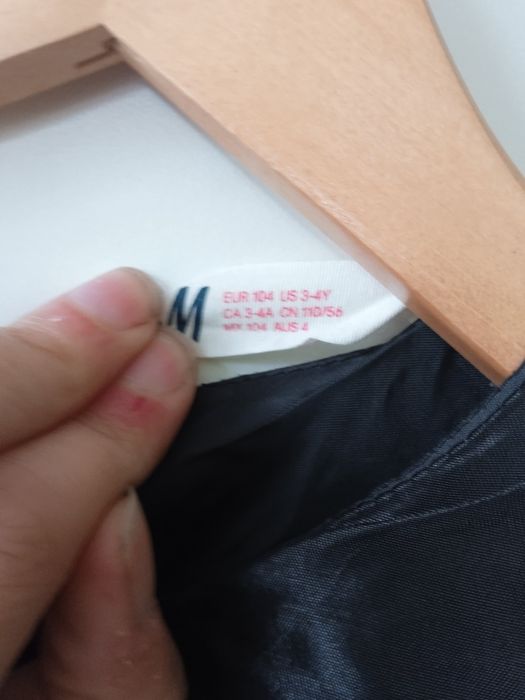 M
EUR 104 US 3-4Y
CA 3-4A CN 110/56
MX 104 AUS 4